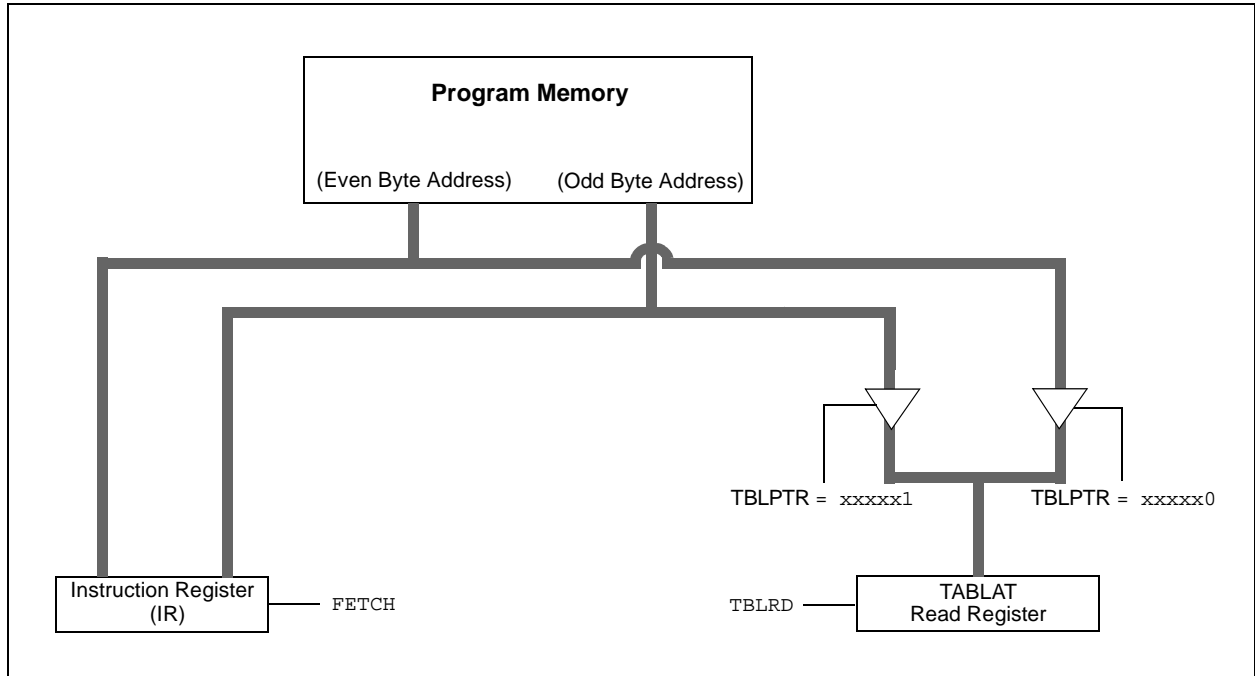 Program Memory
(Even Byte Address)
(Odd Byte Address)
TBLPTR = xxxxx1
TBLPTR = xxxxx0
Instruction Register
(IR)
FETCH
TBLRD
TABLAT
Read Register